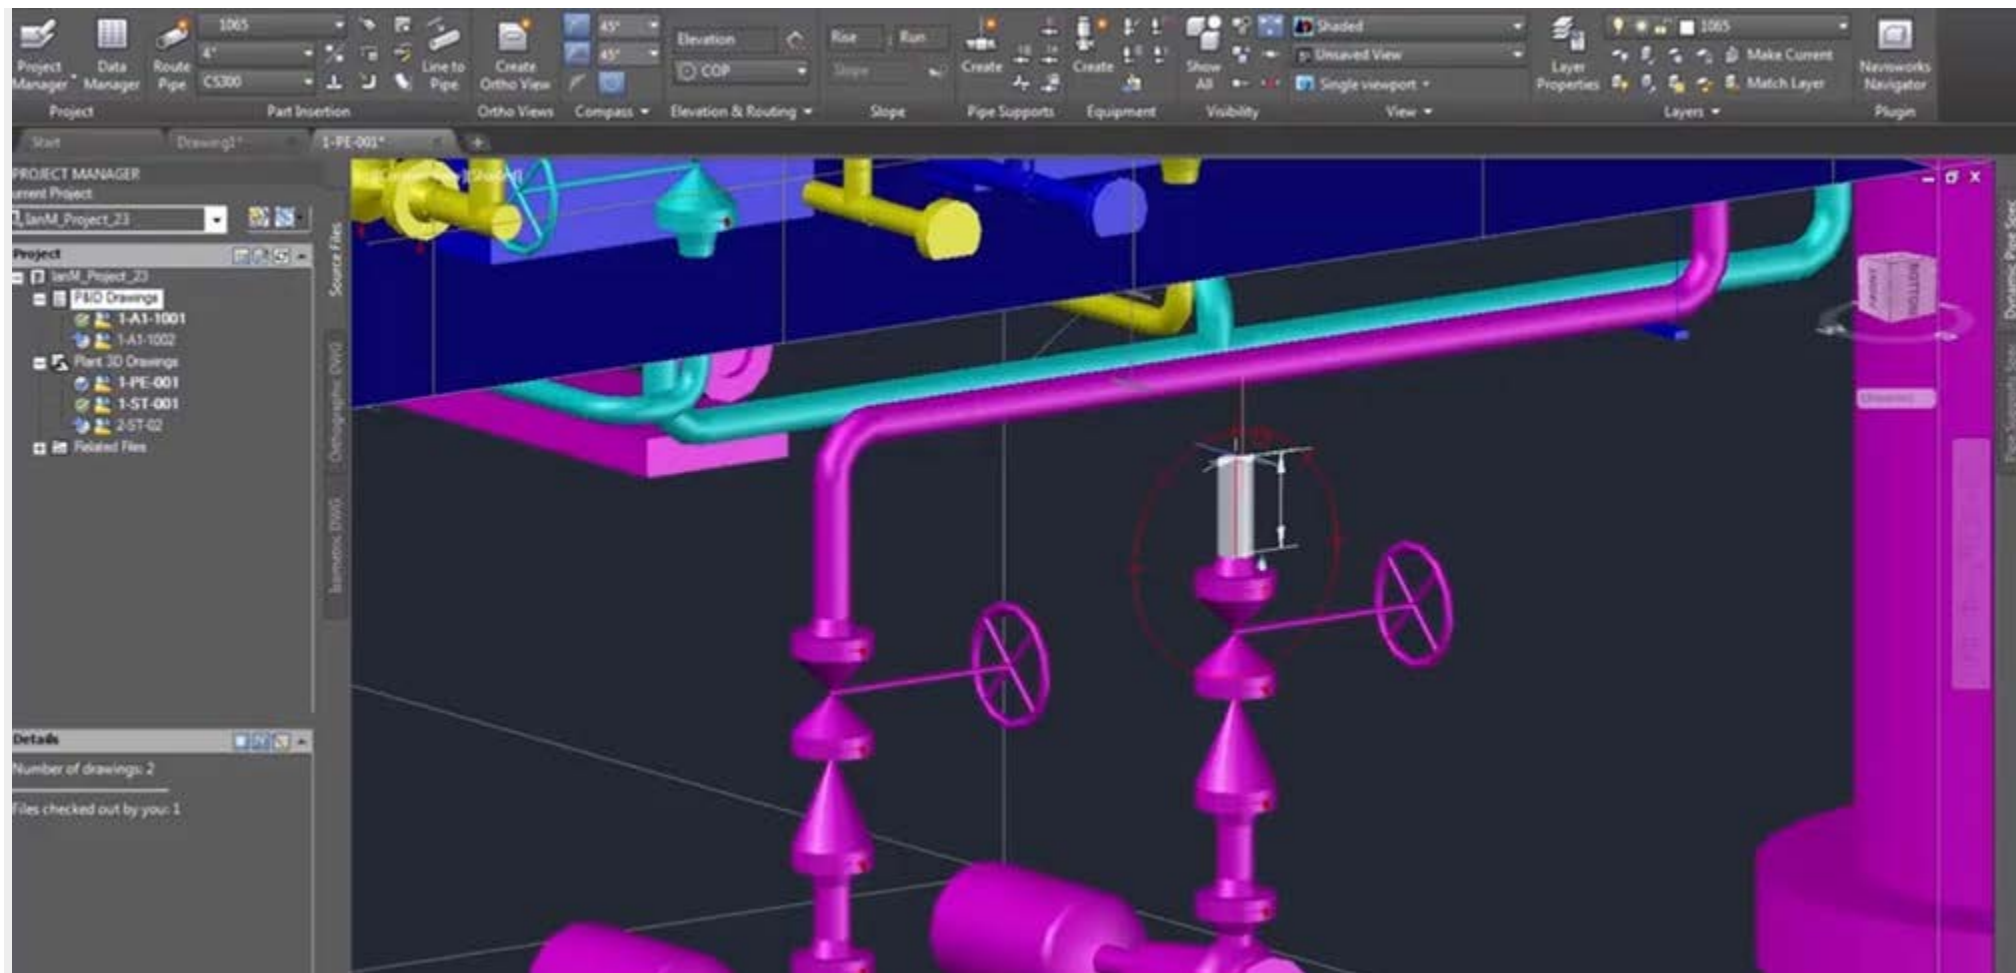 Project Manager
Data Manager
Route Pipe
1065
4"
CS300
Line to Pipe
Create Ortho View
45°
45°
Elevation
COP
Rise
Run
Slope
Create
Create
Show All
Shaded
Unsaved View
Single viewport
Layer Properties
1065
Make Current
Match Layer
Navisworks Navigator
Project
Part Insertion
Ortho Views
Compass
Elevation & Routing
Slope
Pipe Supports
Equipment
Visibility
View
Layers
Plugin
Start
Drawing1*
1-PE-001*
PROJECT MANAGER
urrent Project:
IanM_Project_23
Project
IanM_Project_23
P&ID Drawings
1-A1-1001
1-A1-1002
Plant 3D Drawings
1-PE-001
1-ST-001
2-ST-02
Related Files
Source Files
Orthographic DWG
Isometric DWG
Details
Number of drawings: 2
Files checked out by you: 1
FRONT
BOTTOM